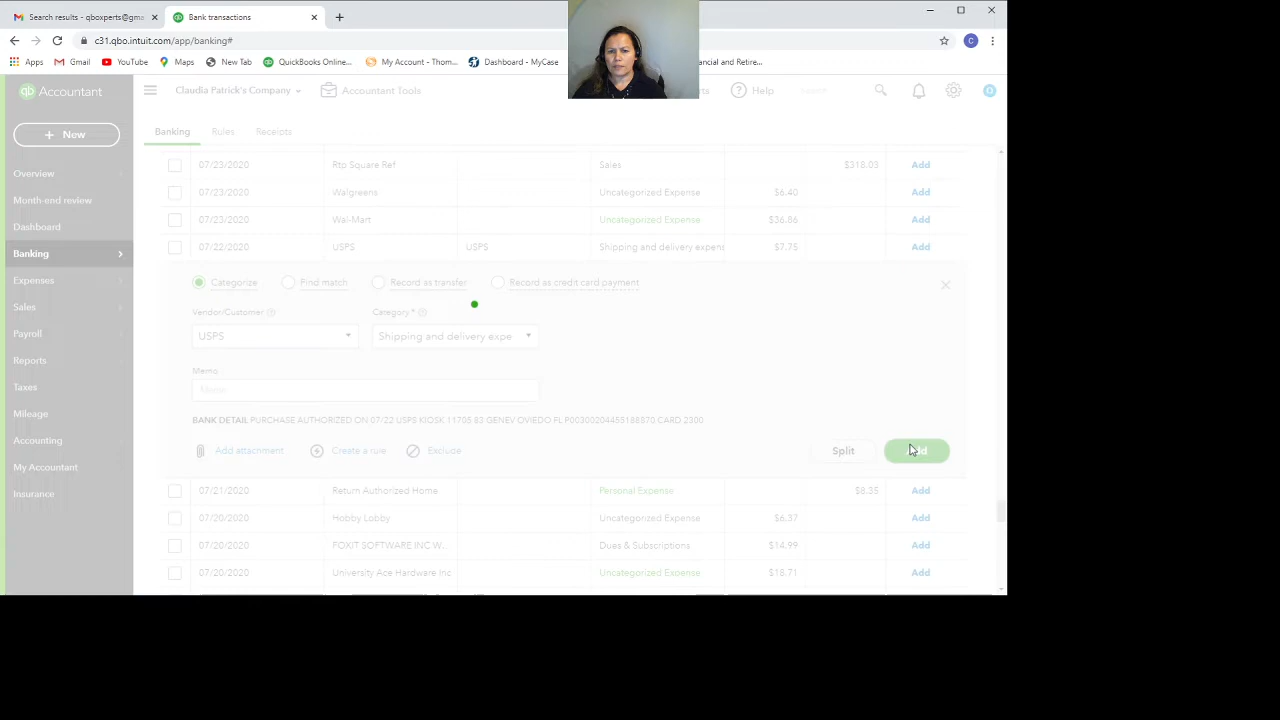 Search results - qboxperts@gma
Bank transactions
c31.qbo.intuit.com/app/banking#
Apps
Gmail
YouTube
Maps
New Tab
QuickBooks Online...
My Account - Thom...
Dashboard - MyCase
ancial and Retire...
qb Accountant
Claudia Patrick's Company
Accountant Tools
Help
Search
+ New
Banking
Rules
Receipts
Overview
Month-end review
Dashboard
Banking
Expenses
Sales
Payroll
Reports
Taxes
Mileage
Accounting
My Accountant
Insurance
07/23/2020 Rtp Square Ref Sales $318.03 Add
07/23/2020 Walgreens Uncategorized Expense $6.40 Add
07/23/2020 Wal-Mart Uncategorized Expense $36.86 Add
07/22/2020 USPS USPS Shipping and delivery expens $7.75 Add
Categorize Find match Record as transfer Record as credit card payment
Vendor/Customer Category *
USPS Shipping and delivery expe
Memo
Memo
BANK DETAIL PURCHASE AUTHORIZED ON 07/22 USPS KIOSK 11705 83 GENEV OVIEDO FL P00300204455188870 CARD 2300
Add attachment Create a rule Exclude Split
07/21/2020 Return Authorized Home Personal Expense $8.35 Add
07/20/2020 Hobby Lobby Uncategorized Expense $6.37 Add
07/20/2020 FOXIT SOFTWARE INC W. Dues & Subscriptions $14.99 Add
07/20/2020 University Ace Hardware Inc Uncategorized Expense $18.71 Add